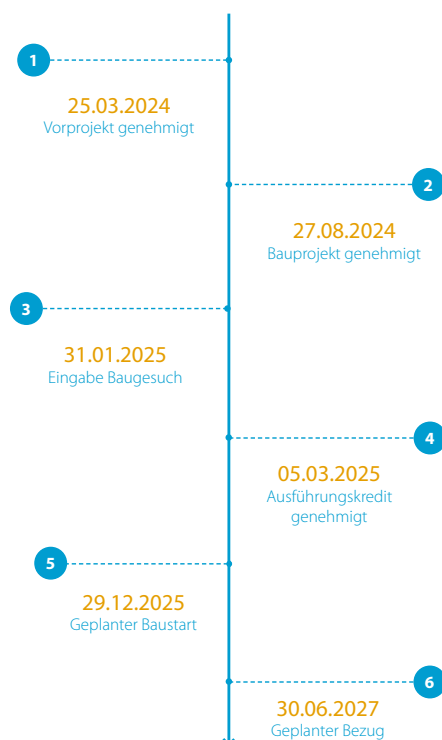 1
25.03.2024
Vorprojekt genehmigt
2
27.08.2024
Bauprojekt genehmigt
3
31.01.2025
Eingabe Baugesuch
4
05.03.2025
Ausführungskredit
genehmigt
5
29.12.2025
Geplanter Baustart
6
30.06.2027
Geplanter Bezug